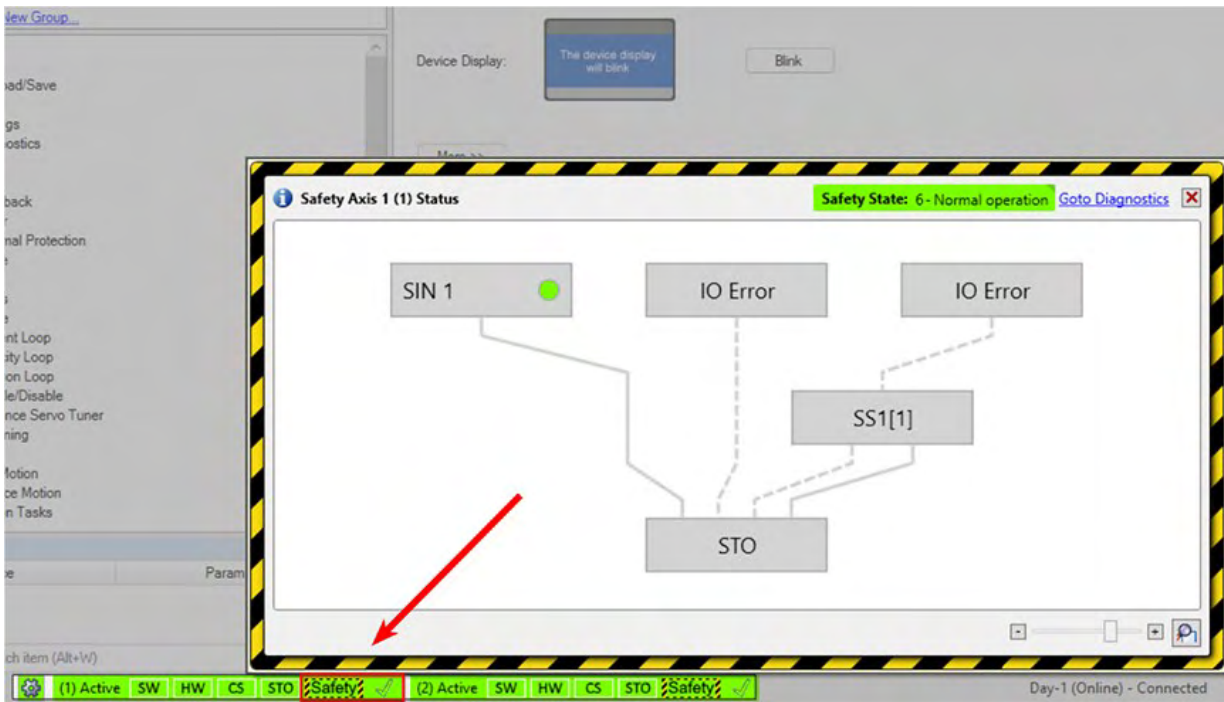 New Group...
oad/Save
gs
ostics
back
nal Protection
nt Loop
ity Loop
on Loop
le/Disable
nce Servo Tuner
ning
Motion
ce Motion
n Tasks
Param
ch item (Alt+W)
Device Display:
The device display
will blink
Blink
More >>
Safety Axis 1 (1) Status
Safety State: 6 - Normal operation
Goto Diagnostics
SIN 1
IO Error
IO Error
SS1[1]
STO
(1) Active SW HW CS STO Safety
(2) Active SW HW CS STO Safety
Day-1 (Online) - Connected